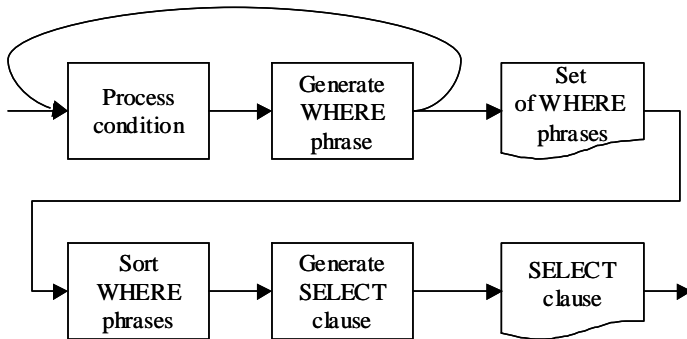 Process
condition
Generate
WHERE
phrase
Set
of WHERE
phrases
Sort
WHERE
phrases
Generate
SELECT
clause
SELECT
clause